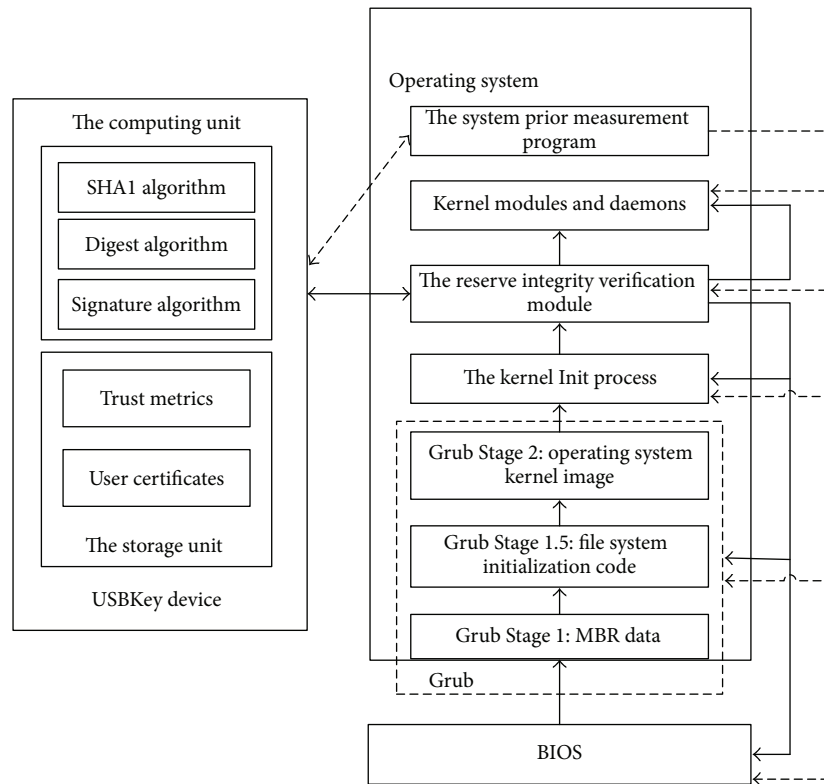 The computing unit
SHA1 algorithm
Digest algorithm
Signature algorithm
Trust metrics
User certificates
The storage unit
USBKey device
Operating system
The system prior measurement
program
Kernel modules and daemons
The reserve integrity verification
module
The kernel Init process
Grub Stage 2: operating system
kernel image
Grub Stage 1.5: file system
initialization code
Grub Stage 1: MBR data
Grub
BIOS